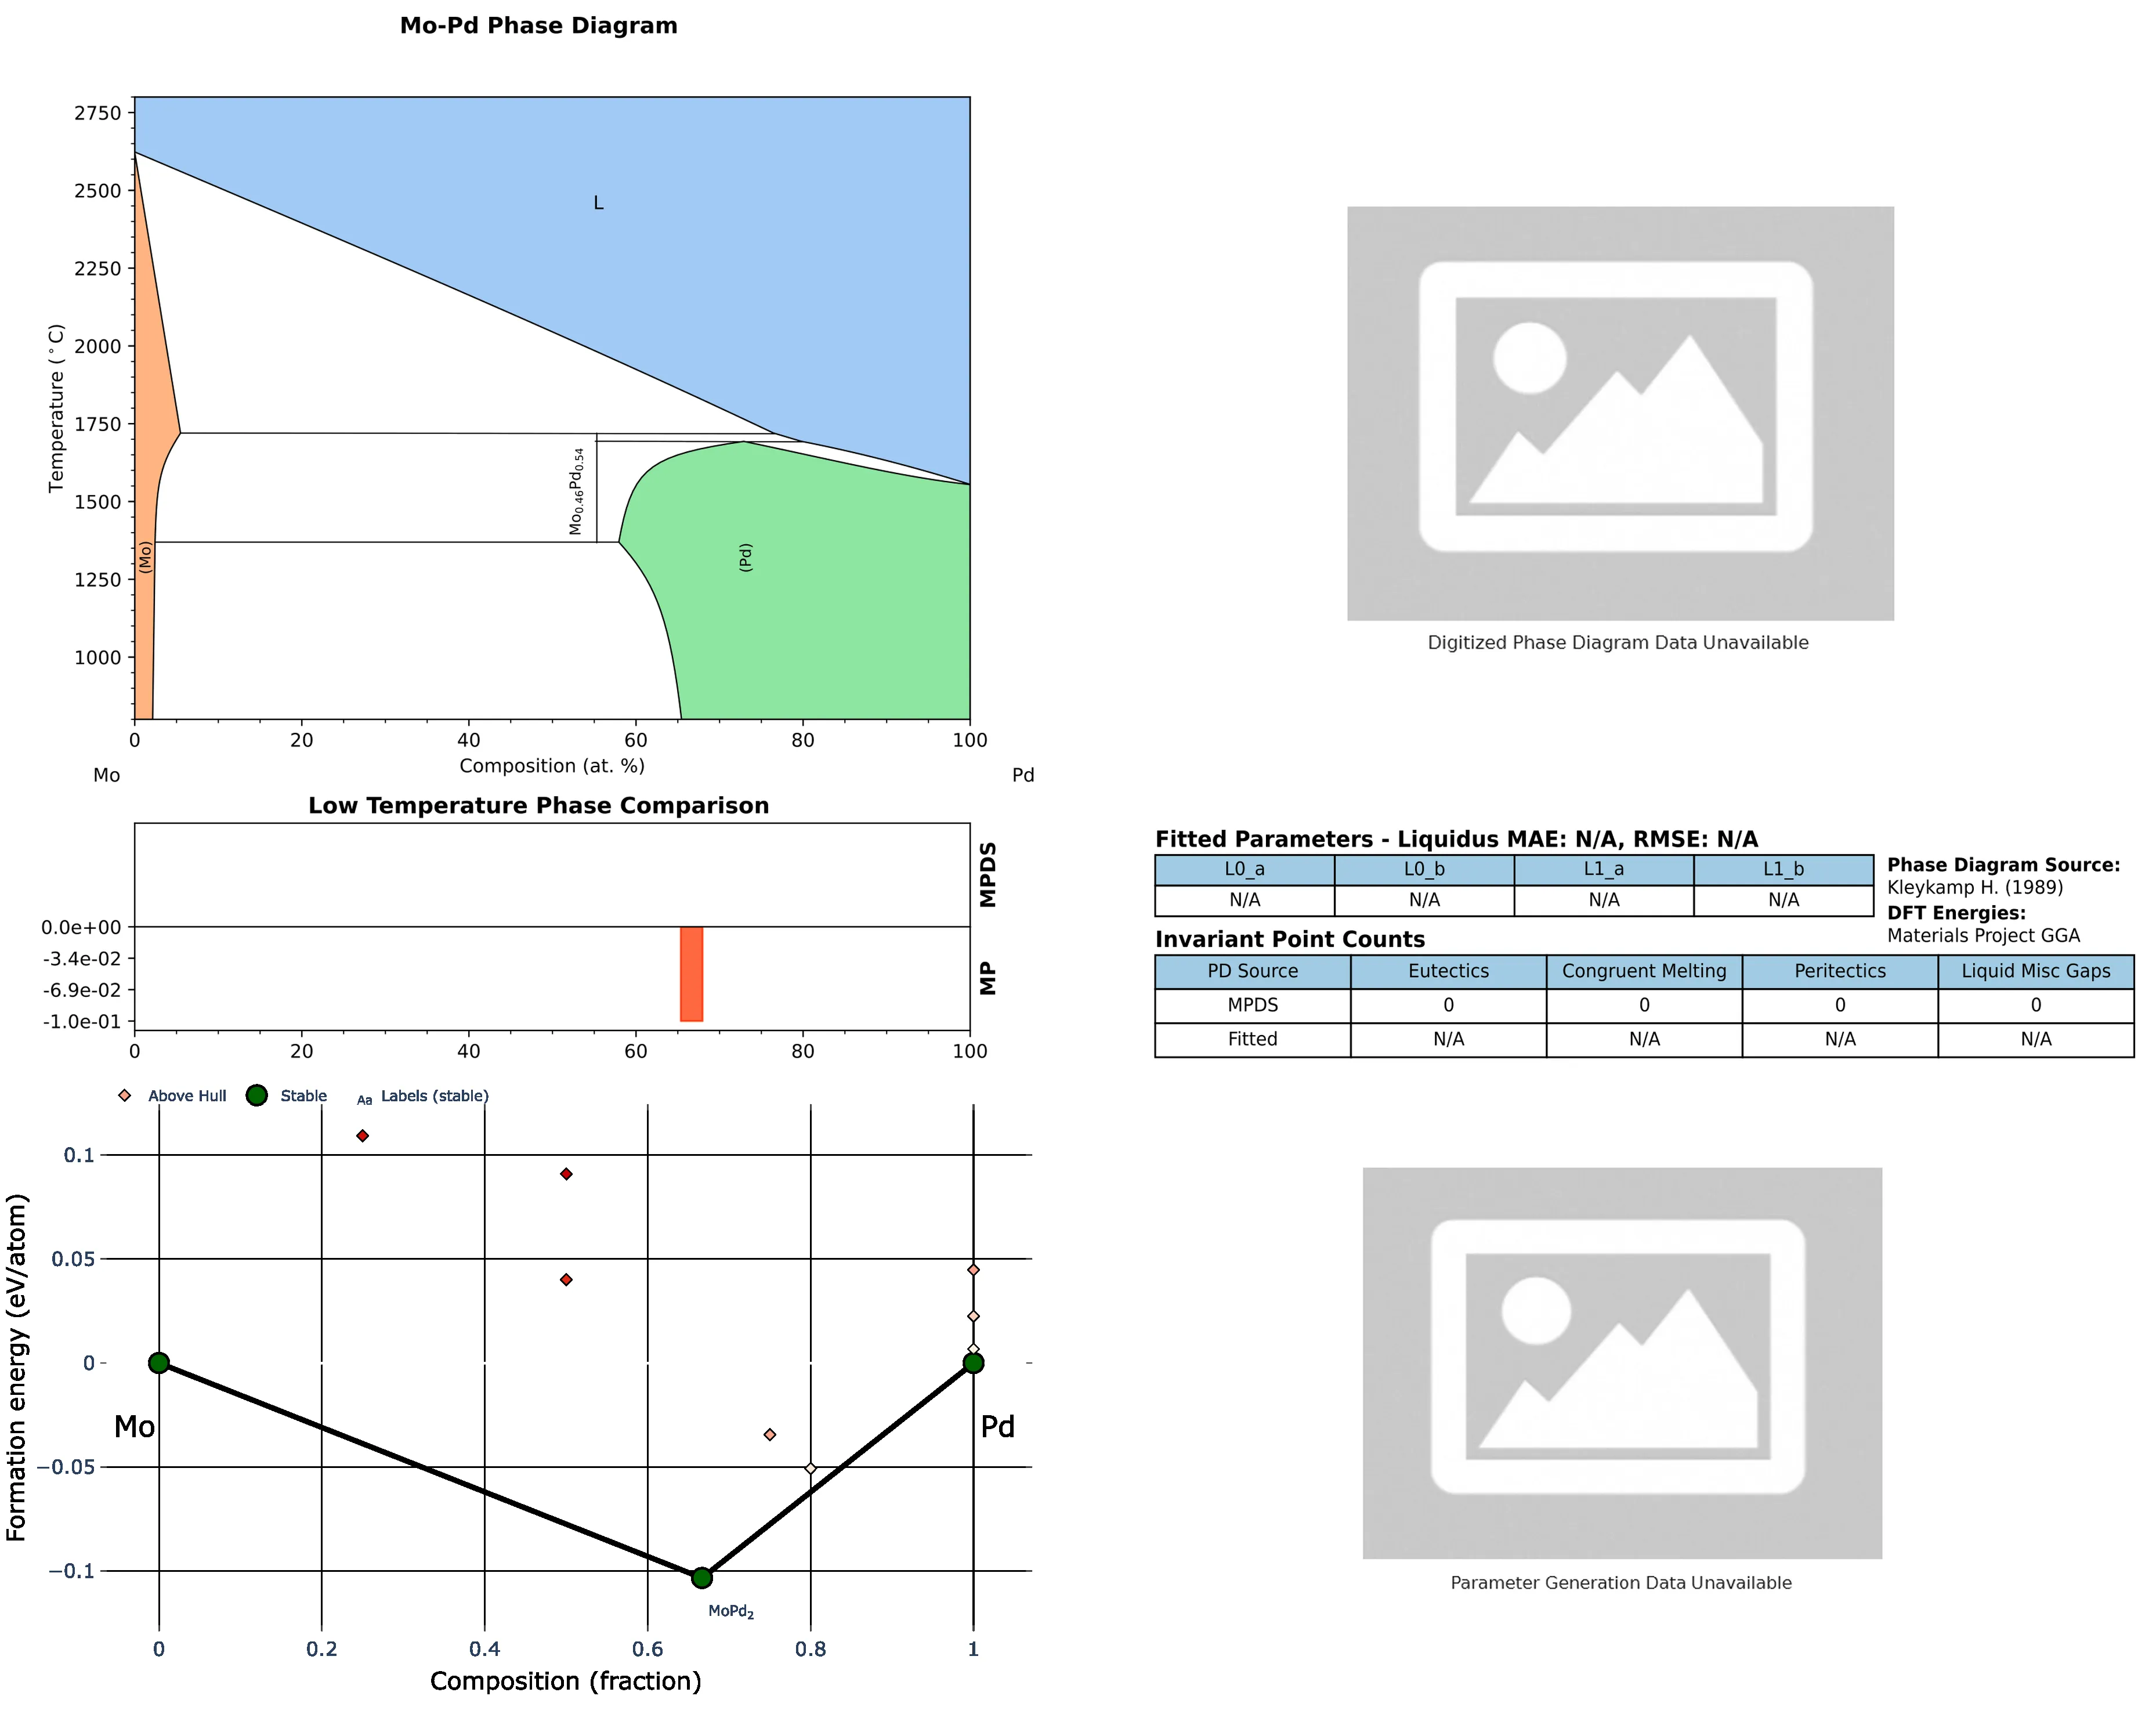 Mo-Pd Phase Diagram
2750
2500
2250
2000
1750
1500
1250
1000
Temperature (°C)
L
(Mo)
Mo0.46Pd0.54
(Pd)
0 20 40 60 80 100
Composition (at. %)
Mo Pd
Digitized Phase Diagram Data Unavailable
Low Temperature Phase Comparison
MPDS
MP
0.0e+00
-3.4e-02
-6.9e-02
-1.0e-01
0 20 40 60 80 100
Fitted Parameters - Liquidus MAE: N/A, RMSE: N/A
L0_a L0_b L1_a L1_b
N/A N/A N/A N/A
Phase Diagram Source:
Kleykamp H. (1989)
DFT Energies:
Materials Project GGA
Invariant Point Counts
PD Source Eutectics Congruent Melting Peritectics Liquid Misc Gaps
MPDS 0 0 0 0
Fitted N/A N/A N/A N/A
Above Hull Stable Aa Labels (stable)
0.1
0.05
0
−0.05
−0.1
Formation energy (eV/atom)
Mo
Pd
MoPd2
0 0.2 0.4 0.6 0.8 1
Composition (fraction)
Parameter Generation Data Unavailable